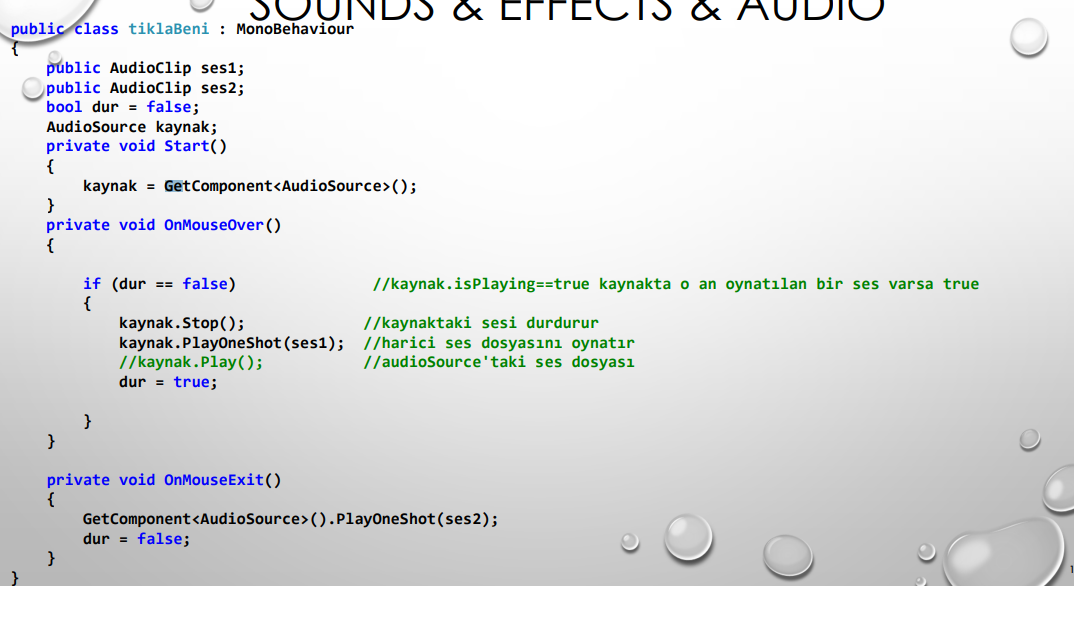 SOUNDS & EFFECTS & AUDIO
public class tiklaBeni : MonoBehaviour
{
public AudioClip ses1;
public AudioClip ses2;
bool dur = false;
AudioSource kaynak;
private void Start()
{
kaynak = GetComponent<AudioSource>();
}
private void OnMouseOver()
{
if (dur == false) //kaynak.isPlaying==true kaynakta o an oynatılan bir ses varsa true
{
kaynak.Stop(); //kaynaktaki sesi durdurur
kaynak.PlayOneShot(ses1); //harici ses dosyasını oynatır
//kaynak.Play(); //audioSource'taki ses dosyası
dur = true;
}
}
private void OnMouseExit()
{
GetComponent<AudioSource>().PlayOneShot(ses2);
dur = false;
}
}